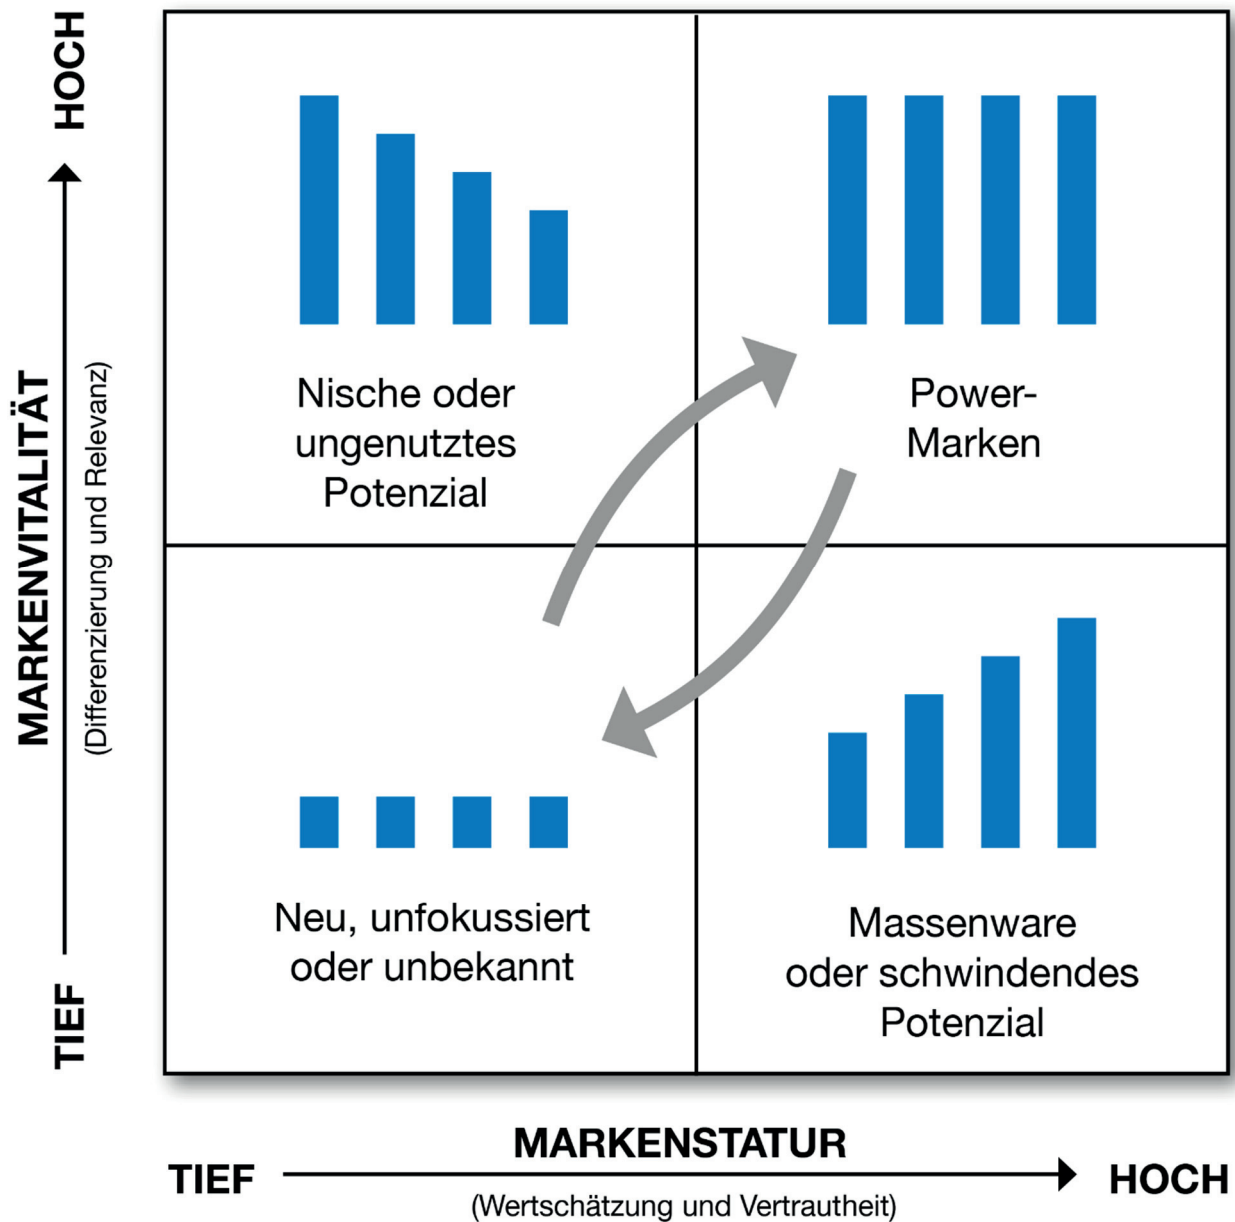 HOCH
MARKENVITALITÄT
(Differenzierung und Relevanz)
TIEF
Nische oder
ungenutztes
Potenzial
Power-
Marken
Neu, unfokussiert
oder unbekannt
Massenware
oder schwindendes
Potenzial
TIEF
MARKENSTATUR
(Wertschätzung und Vertrautheit)
HOCH